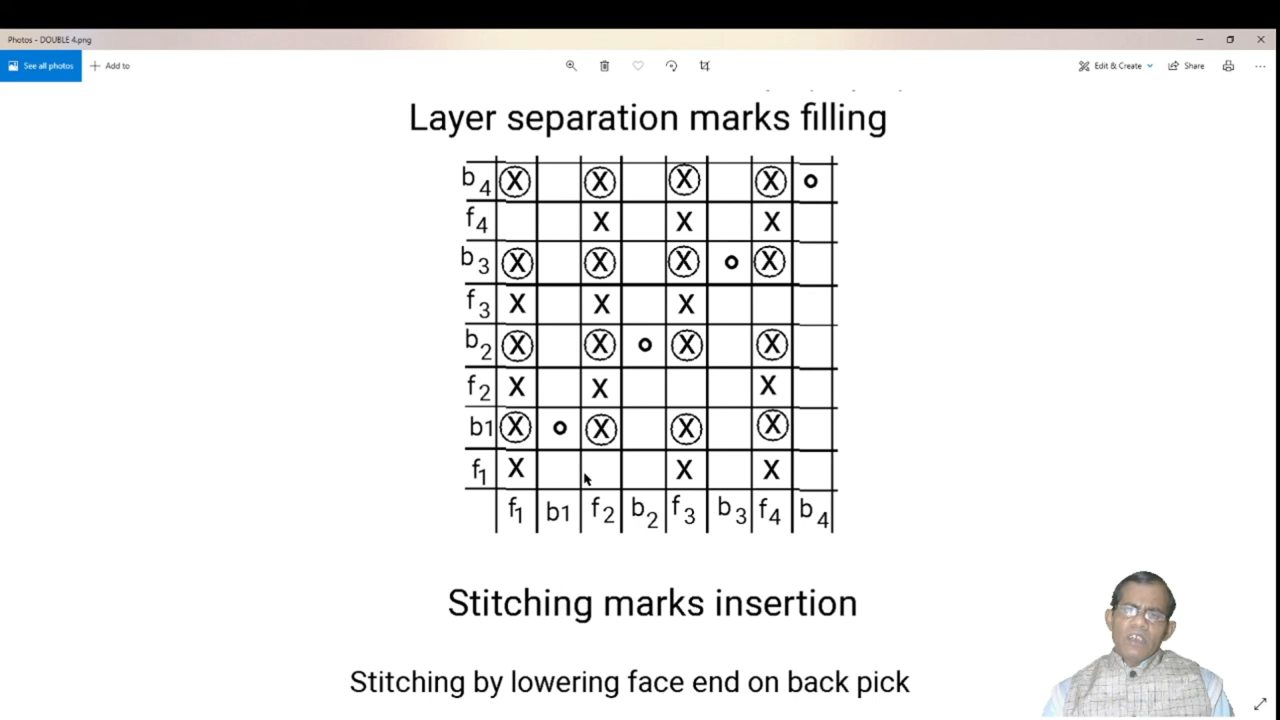 Photos - DOUBLE 4.png
See all photos
Add to
Edit & Create
Share
Layer separation marks filling
b4 Ⓧ Ⓧ Ⓧ Ⓧ o
f4 X X X
b3 Ⓧ Ⓧ Ⓧ o Ⓧ
f3 X X X
b2 Ⓧ Ⓧ o Ⓧ Ⓧ
f2 X X X
b1 Ⓧ o Ⓧ Ⓧ Ⓧ
f1 X X X
f1 b1 f2 b2 f3 b3 f4 b4
Stitching marks insertion
Stitching by lowering face end on back pick